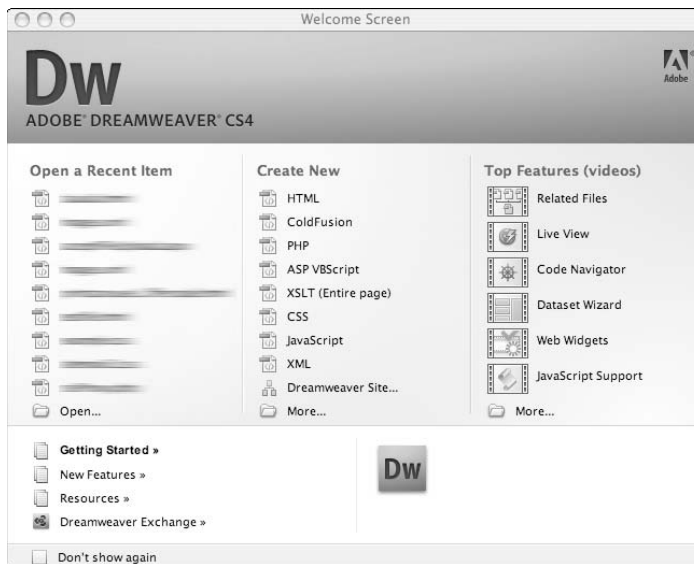 Welcome Screen
Dw
Adobe
ADOBE® DREAMWEAVER® CS4
Open a Recent Item
Open...
Create New
HTML
ColdFusion
PHP
ASP VBScript
XSLT (Entire page)
CSS
JavaScript
XML
Dreamweaver Site...
More...
Top Features (videos)
Related Files
Live View
Code Navigator
Dataset Wizard
Web Widgets
JavaScript Support
More...
Getting Started »
New Features »
Resources »
Dreamweaver Exchange »
Dw
Don't show again